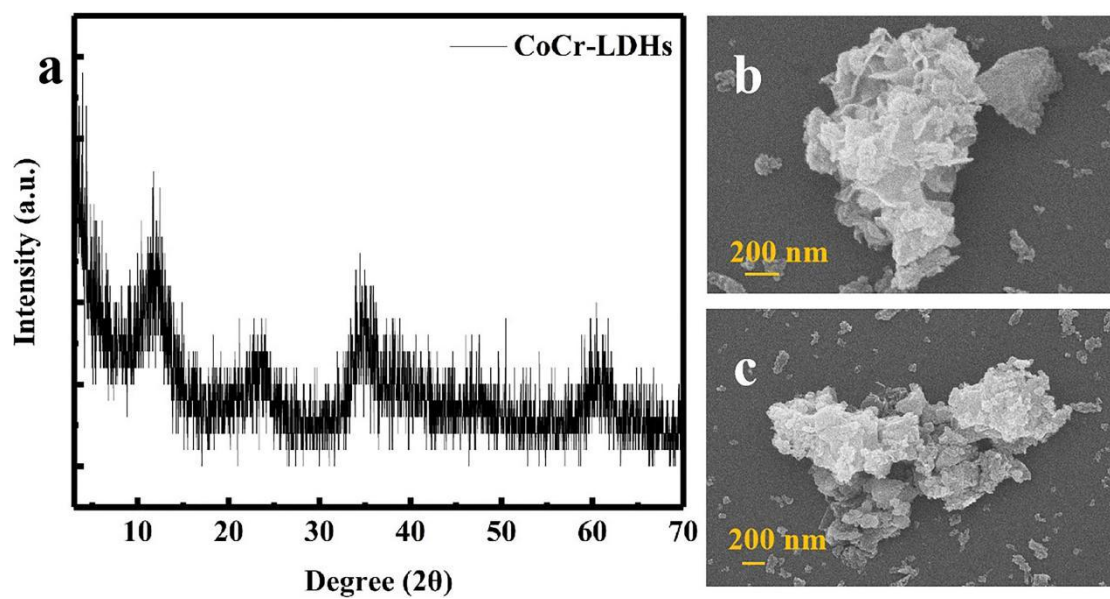 a
CoCr-LDHs
Intensity (a.u.)
10 20 30 40 50 60 70
Degree (2θ)
b
200 nm
c
200 nm